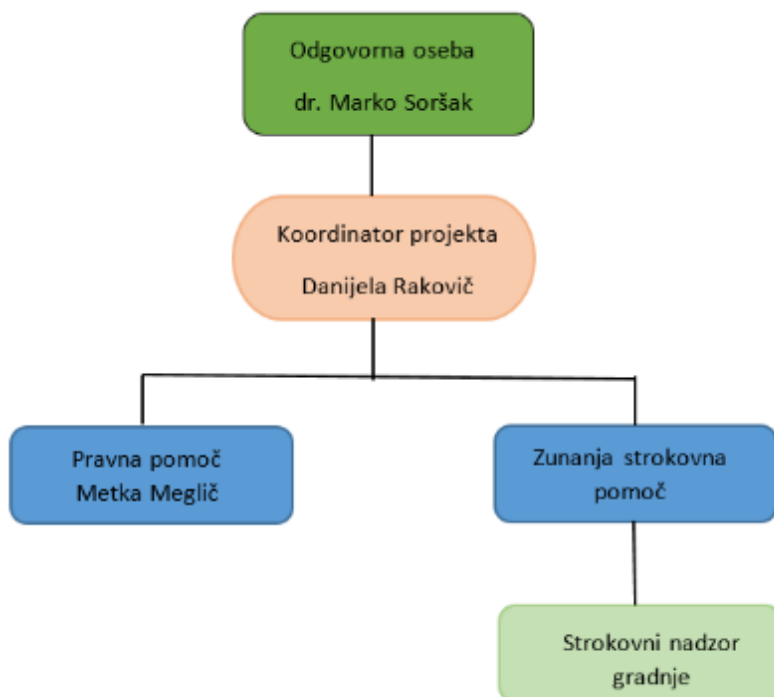 Odgovorna oseba
dr. Marko Soršak
Koordinator projekta
Danijela Rakovič
Pravna pomoč
Metka Meglič
Zunanja strokovna
pomoč
Strokovni nadzor
gradnje